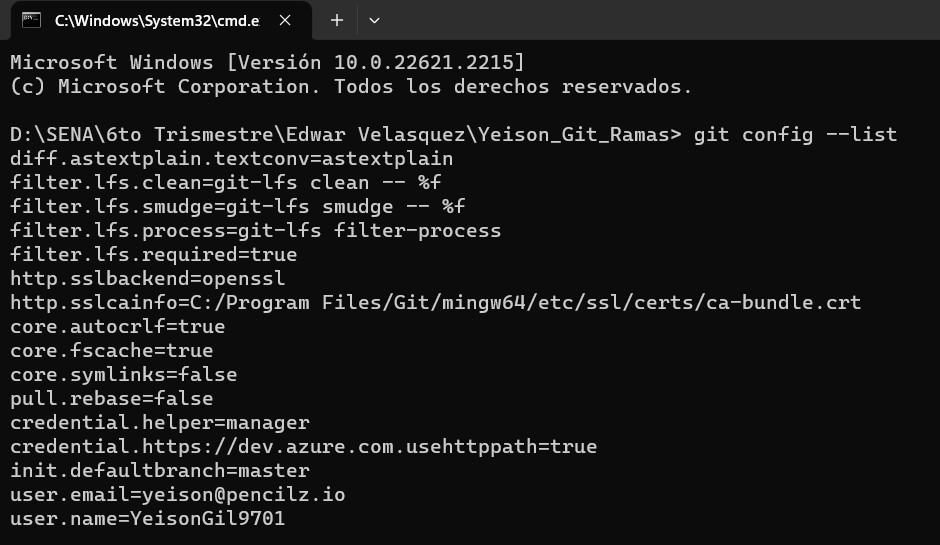 C:\Windows\System32\cmd.e
Microsoft Windows [Versión 10.0.22621.2215]
(c) Microsoft Corporation. Todos los derechos reservados.
D:\SENA\6to Trismestre\Edwar Velasquez\Yeison_Git_Ramas> git config --list
diff.astextplain.textconv=astextplain
filter.lfs.clean=git-lfs clean -- %f
filter.lfs.smudge=git-lfs smudge -- %f
filter.lfs.process=git-lfs filter-process
filter.lfs.required=true
http.sslbackend=openssl
http.sslcainfo=C:/Program Files/Git/mingw64/etc/ssl/certs/ca-bundle.crt
core.autocrlf=true
core.fscache=true
core.symlinks=false
pull.rebase=false
credential.helper=manager
credential.https://dev.azure.com.usehttppath=true
init.defaultbranch=master
user.email=yeison@pencilz.io
user.name=YeisonGil9701